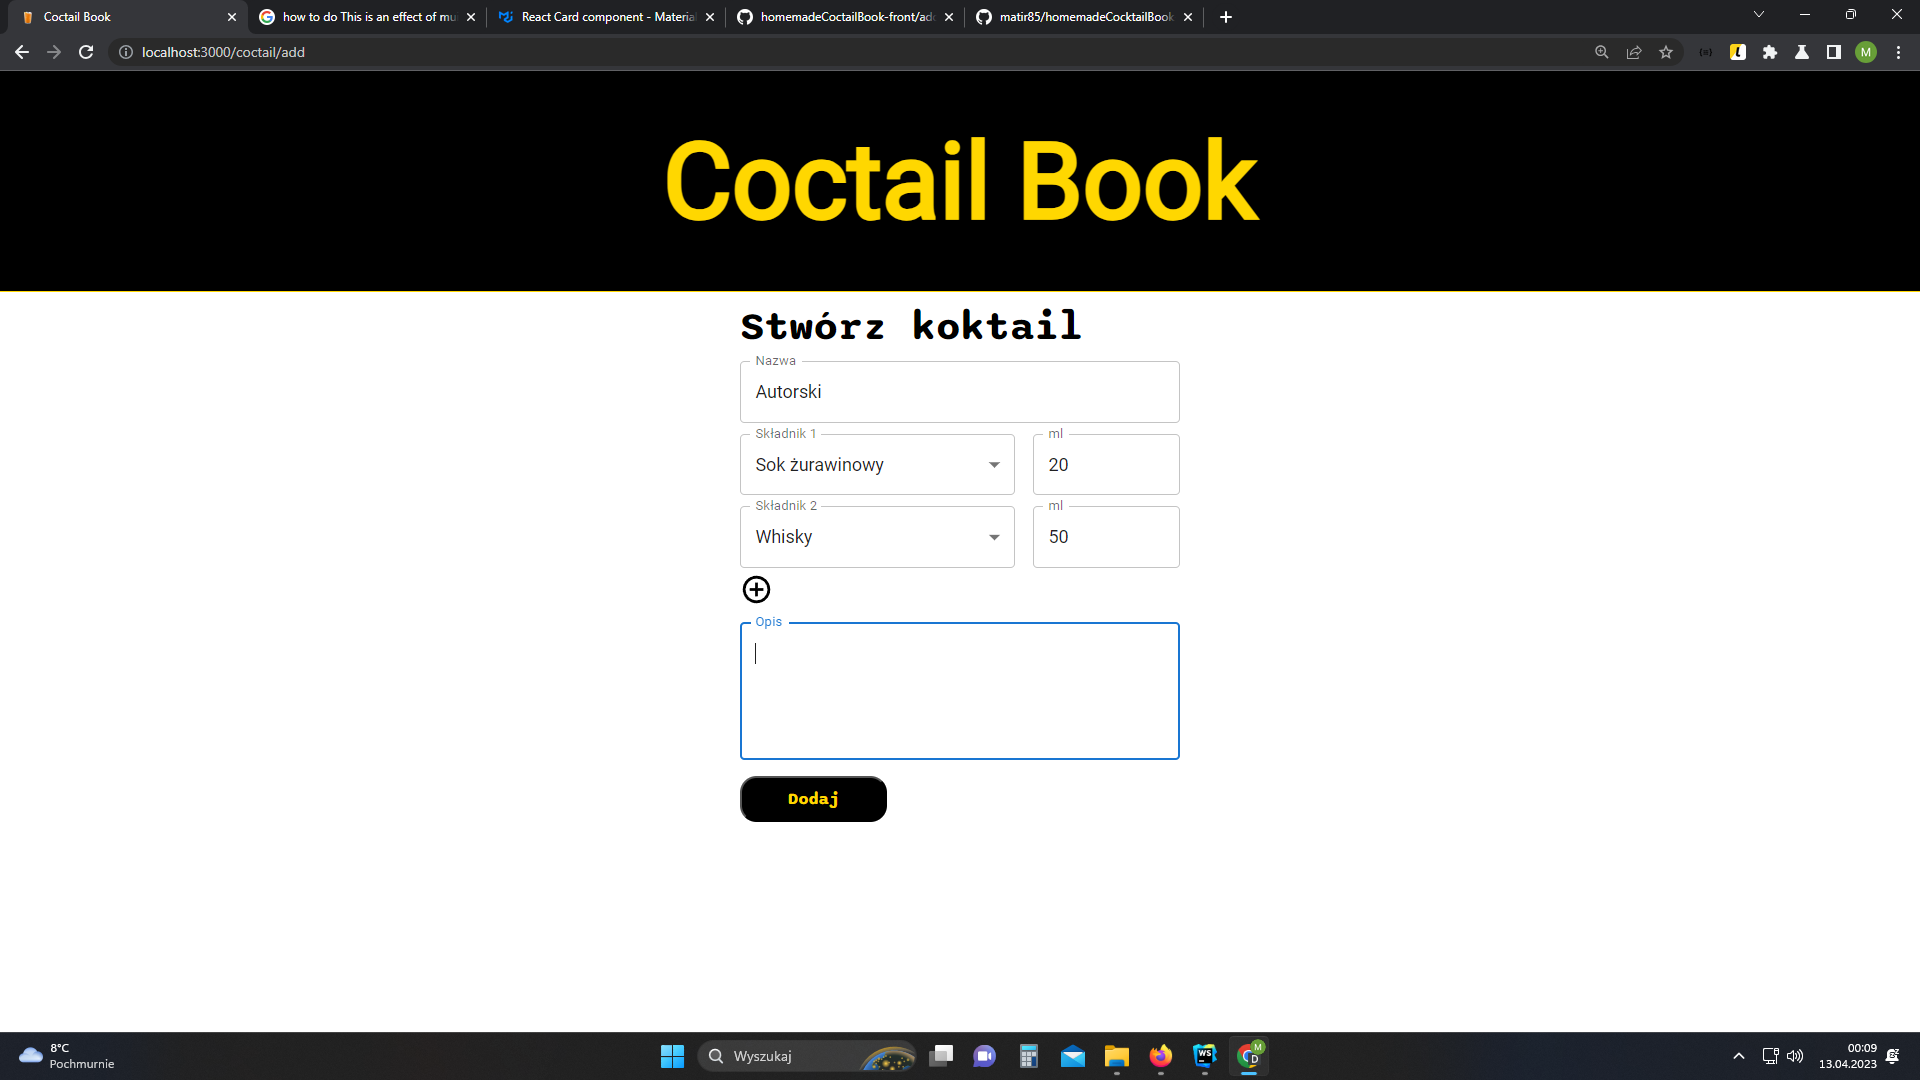 Coctail Book
how to do This is an effect of mu
React Card component - Materia
homemadeCoctailBook-front/ad
matir85/homemadeCocktailBook
localhost:3000/coctail/add
M
Coctail Book
Stwórz koktail
Nazwa
Autorski
Składnik 1
Sok żurawinowy
ml
20
Składnik 2
Whisky
ml
50
Opis
Dodaj
8°C
Pochmurnie
Wyszukaj
WS
M
D
00:09
13.04.2023